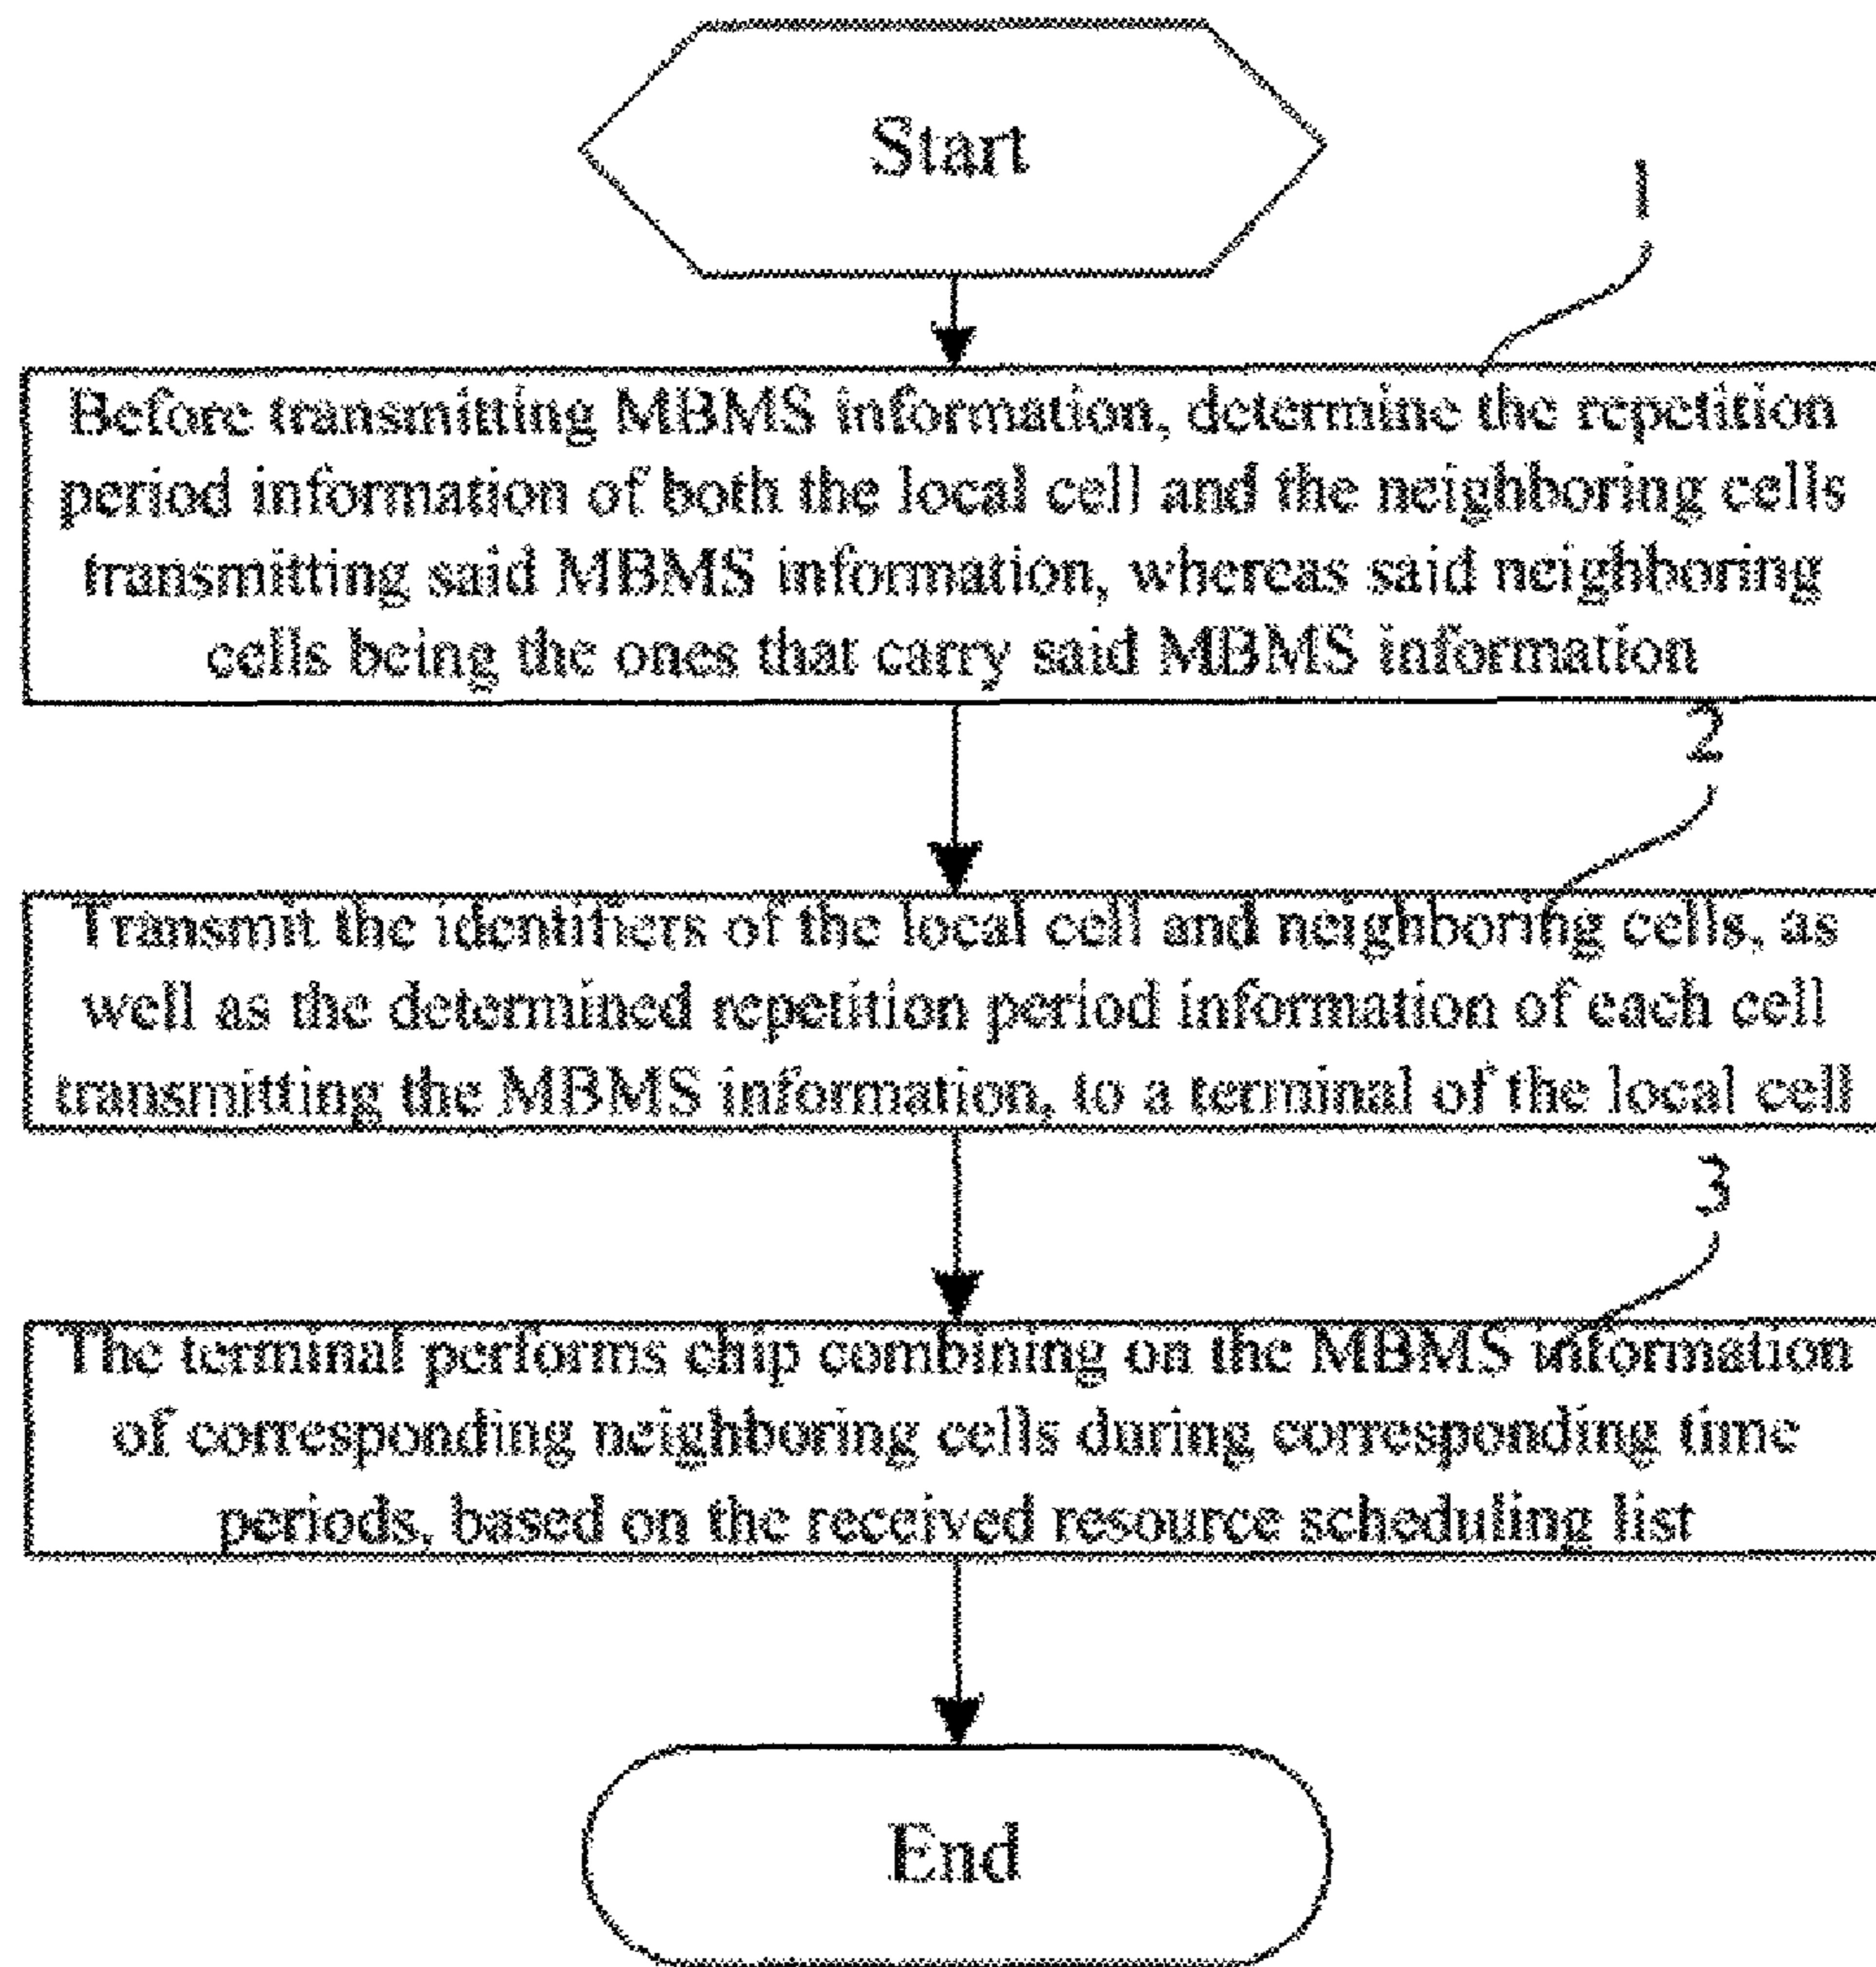 Start
1
Before transmitting MBMS information, determine the repetition
period information of both the local cell and the neighboring cells
transmitting said MBMS information, whereas said neighboring
cells being the ones that carry said MBMS information
2
Transmit the identifiers of the local cell and neighboring cells, as
well as the determined repetition period information of each cell
transmitting the MBMS information, to a terminal of the local cell
3
The terminal performs chip combining on the MBMS information
of corresponding neighboring cells during corresponding time
periods, based on the received resource scheduling list
End